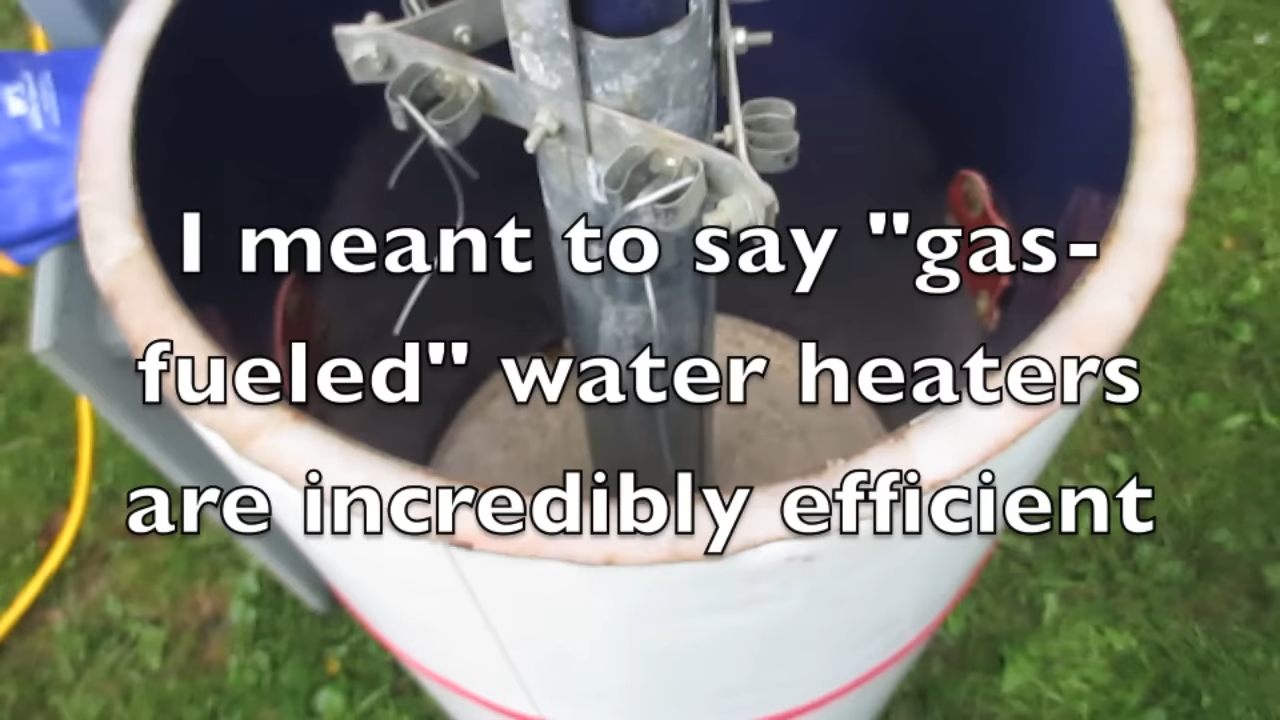 I meant to say "gas-
fueled" water heaters
are incredibly efficient